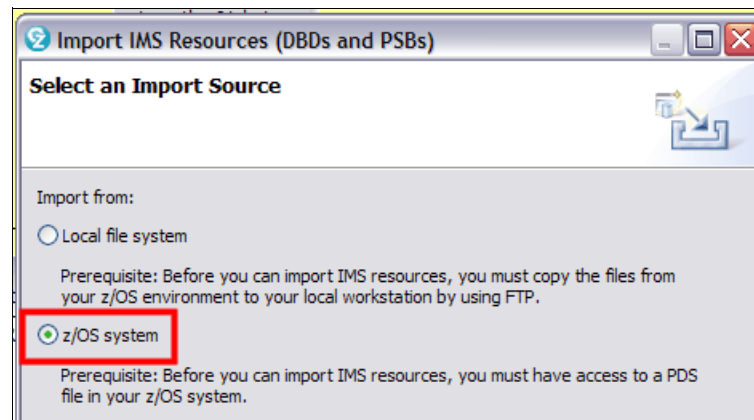 Import IMS Resources (DBDs and PSBs)
Select an Import Source
Import from:
Local file system
Prerequisite: Before you can import IMS resources, you must copy the files from
your z/OS environment to your local workstation by using FTP.
z/OS system
Prerequisite: Before you can import IMS resources, you must have access to a PDS
file in your z/OS system.